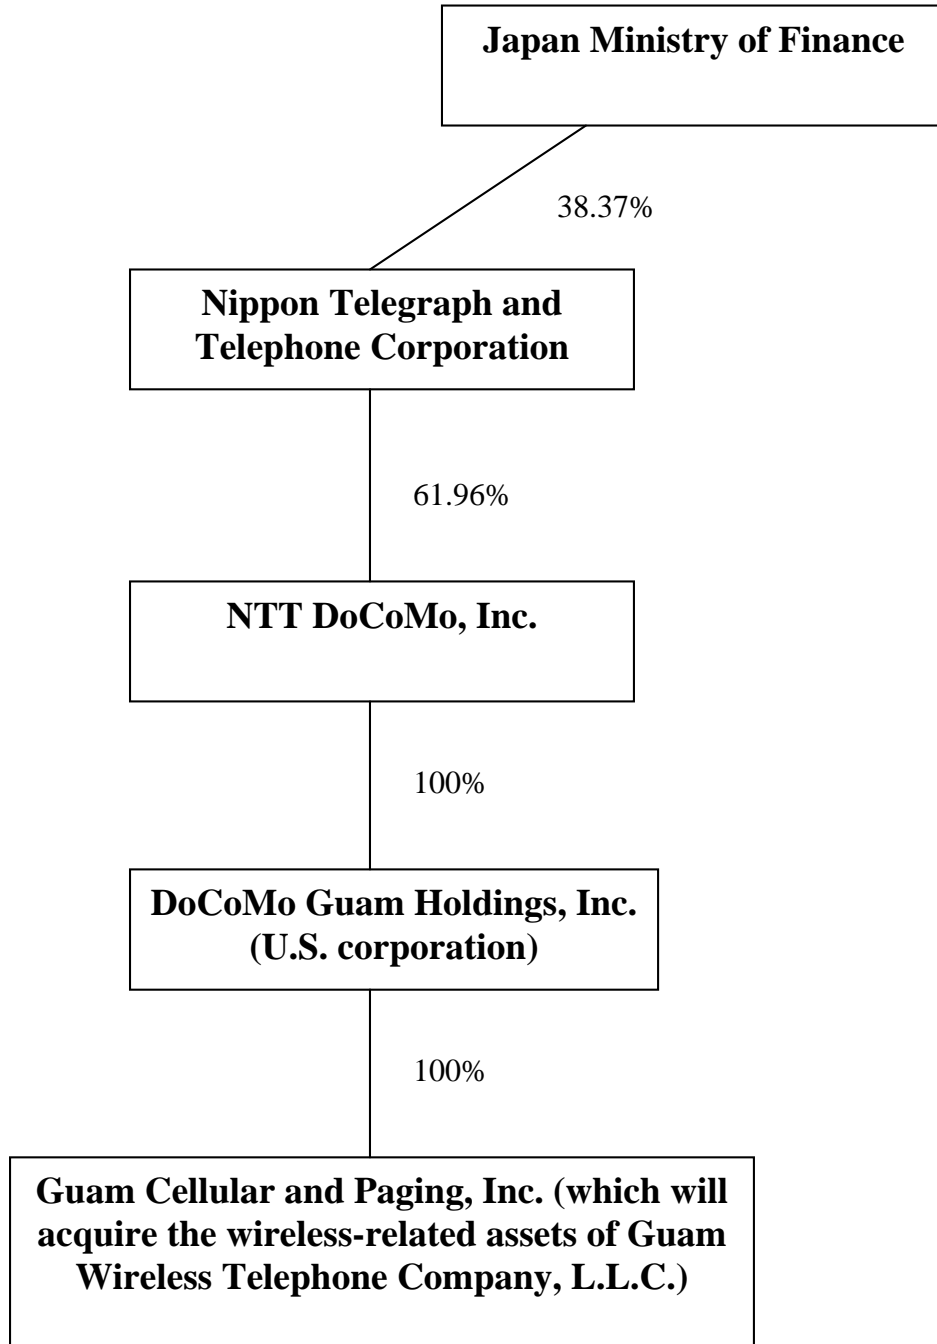 Japan Ministry of Finance
38.37%
Nippon Telegraph and
Telephone Corporation
61.96%
NTT DoCoMo, Inc.
100%
DoCoMo Guam Holdings, Inc.
(U.S. corporation)
100%
Guam Cellular and Paging, Inc. (which will
acquire the wireless-related assets of Guam
Wireless Telephone Company, L.L.C.)